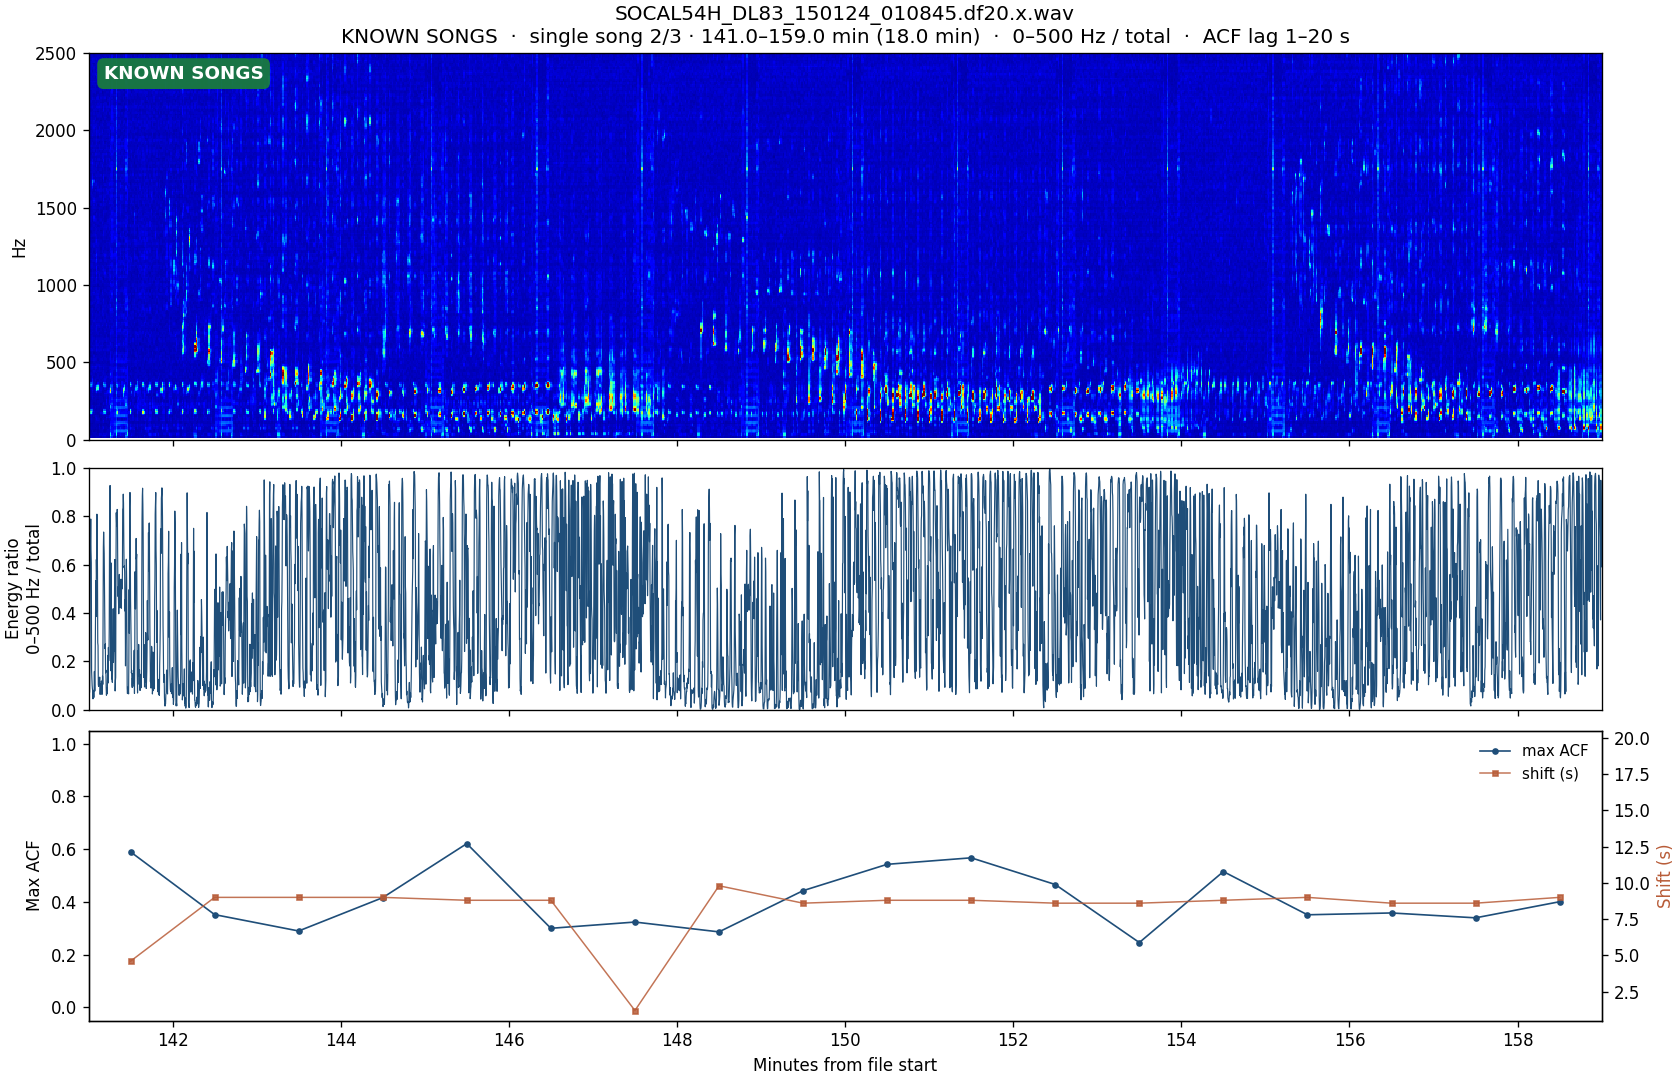 SOCAL54H_DL83_150124_010845.df20.x.wav
KNOWN SONGS · single song 2/3 · 141.0–159.0 min (18.0 min) · 0–500 Hz / total · ACF lag 1–20 s
KNOWN SONGS
2500
2000
1500
1000
500
0
Hz
1.0
0.8
0.6
0.4
0.2
0.0
Energy ratio
0–500 Hz / total
1.0
0.8
0.6
0.4
0.2
0.0
Max ACF
max ACF
shift (s)
20.0
17.5
15.0
12.5
10.0
7.5
5.0
2.5
Shift (s)
142 144 146 148 150 152 154 156 158
Minutes from file start